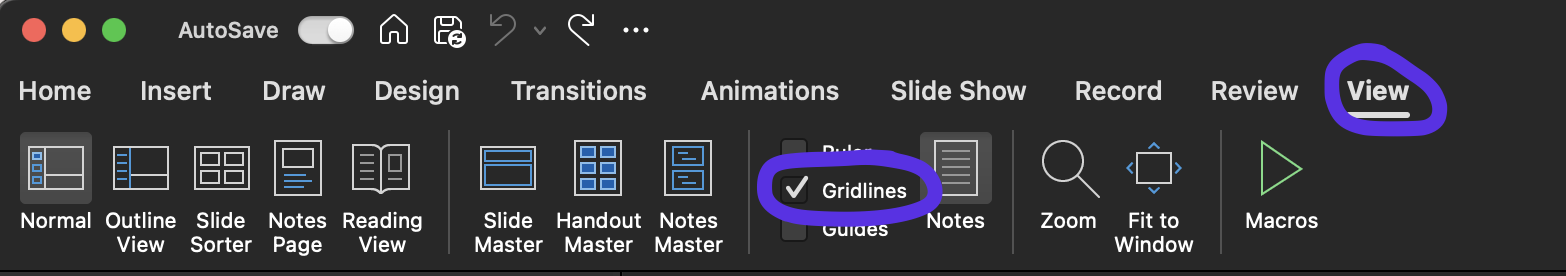 AutoSave
Home Insert Draw Design Transitions Animations Slide Show Record Review View
Ruler
Gridlines
Guides
Normal
Outline
View
Slide
Sorter
Notes
Page
Reading
View
Slide
Master
Handout
Master
Notes
Master
Notes
Zoom
Fit to
Window
Macros